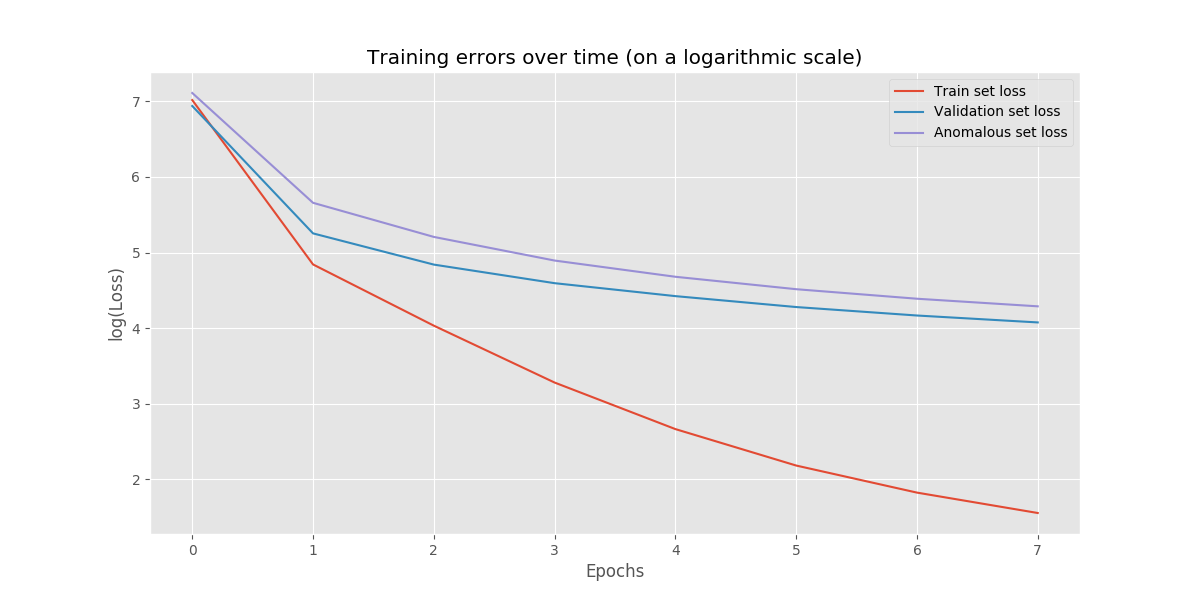 Training errors over time (on a logarithmic scale)
Train set loss
Validation set loss
Anomalous set loss
log(Loss)
7
6
5
4
3
2
0 1 2 3 4 5 6 7
Epochs